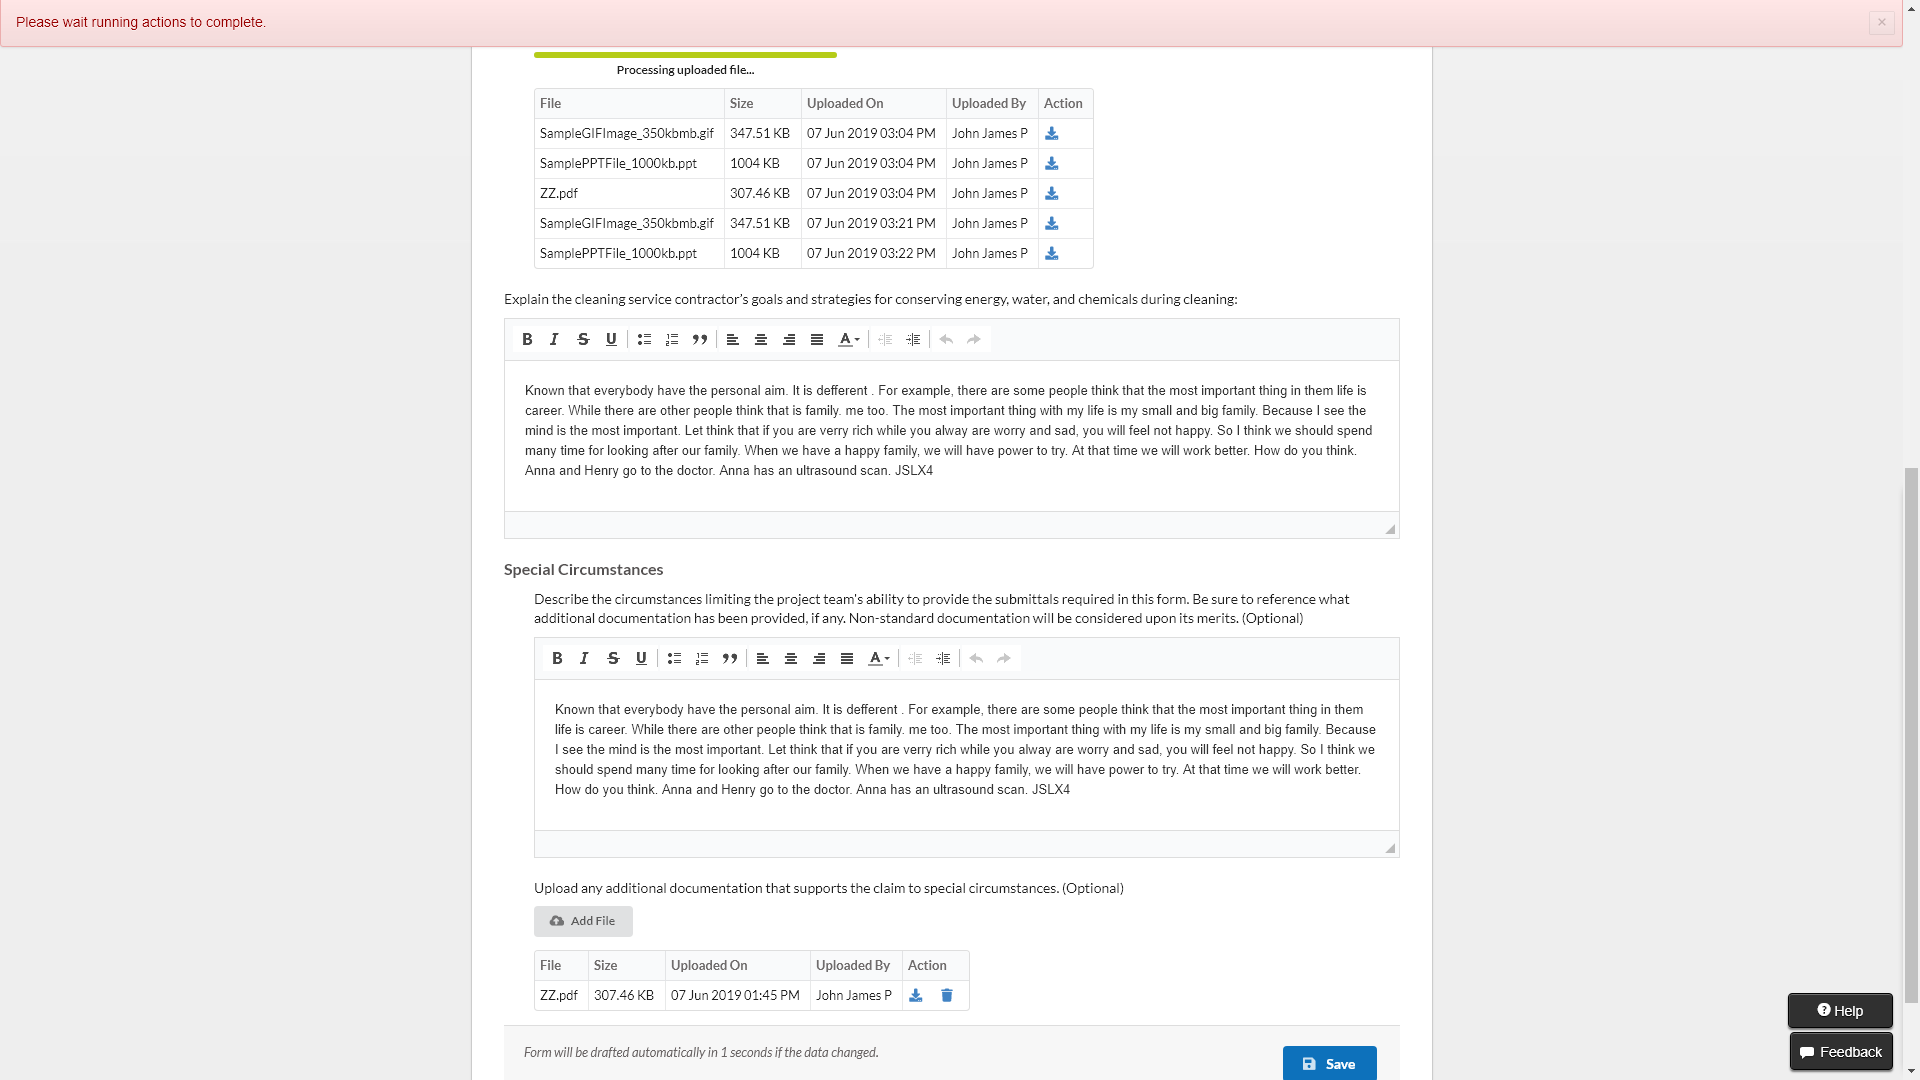 Please wait running actions to complete.
×
Processing uploaded file...
File Size Uploaded On Uploaded By Action
SampleGIFImage_350kbmb.gif 347.51 KB 07 Jun 2019 03:04 PM John James P
SamplePPTFile_1000kb.ppt 1004 KB 07 Jun 2019 03:04 PM John James P
ZZ.pdf 307.46 KB 07 Jun 2019 03:04 PM John James P
SampleGIFImage_350kbmb.gif 347.51 KB 07 Jun 2019 03:21 PM John James P
SamplePPTFile_1000kb.ppt 1004 KB 07 Jun 2019 03:22 PM John James P
Explain the cleaning service contractor's goals and strategies for conserving energy, water, and chemicals during cleaning:
B I S U A
Known that everybody have the personal aim. It is defferent . For example, there are some people think that the most important thing in them life is
career. While there are other people think that is family. me too. The most important thing with my life is my small and big family. Because I see the
mind is the most important. Let think that if you are verry rich while you alway are worry and sad, you will feel not happy. So I think we should spend
many time for looking after our family. When we have a happy family, we will have power to try. At that time we will work better. How do you think.
Anna and Henry go to the doctor. Anna has an ultrasound scan. JSLX4
Special Circumstances
Describe the circumstances limiting the project team's ability to provide the submittals required in this form. Be sure to reference what
additional documentation has been provided, if any. Non-standard documentation will be considered upon its merits. (Optional)
B I S U A
Known that everybody have the personal aim. It is defferent . For example, there are some people think that the most important thing in them
life is career. While there are other people think that is family. me too. The most important thing with my life is my small and big family. Because
I see the mind is the most important. Let think that if you are verry rich while you alway are worry and sad, you will feel not happy. So I think we
should spend many time for looking after our family. When we have a happy family, we will have power to try. At that time we will work better.
How do you think. Anna and Henry go to the doctor. Anna has an ultrasound scan. JSLX4
Upload any additional documentation that supports the claim to special circumstances. (Optional)
Add File
File Size Uploaded On Uploaded By Action
ZZ.pdf 307.46 KB 07 Jun 2019 01:45 PM John James P
Help
Form will be drafted automatically in 1 seconds if the data changed.
Feedback
Save